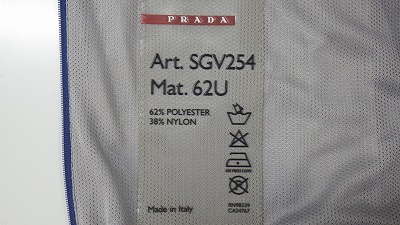 PRADA
Art. SGV254
Mat. 62U
62% POLYESTER
38% NYLON
Made in Italy